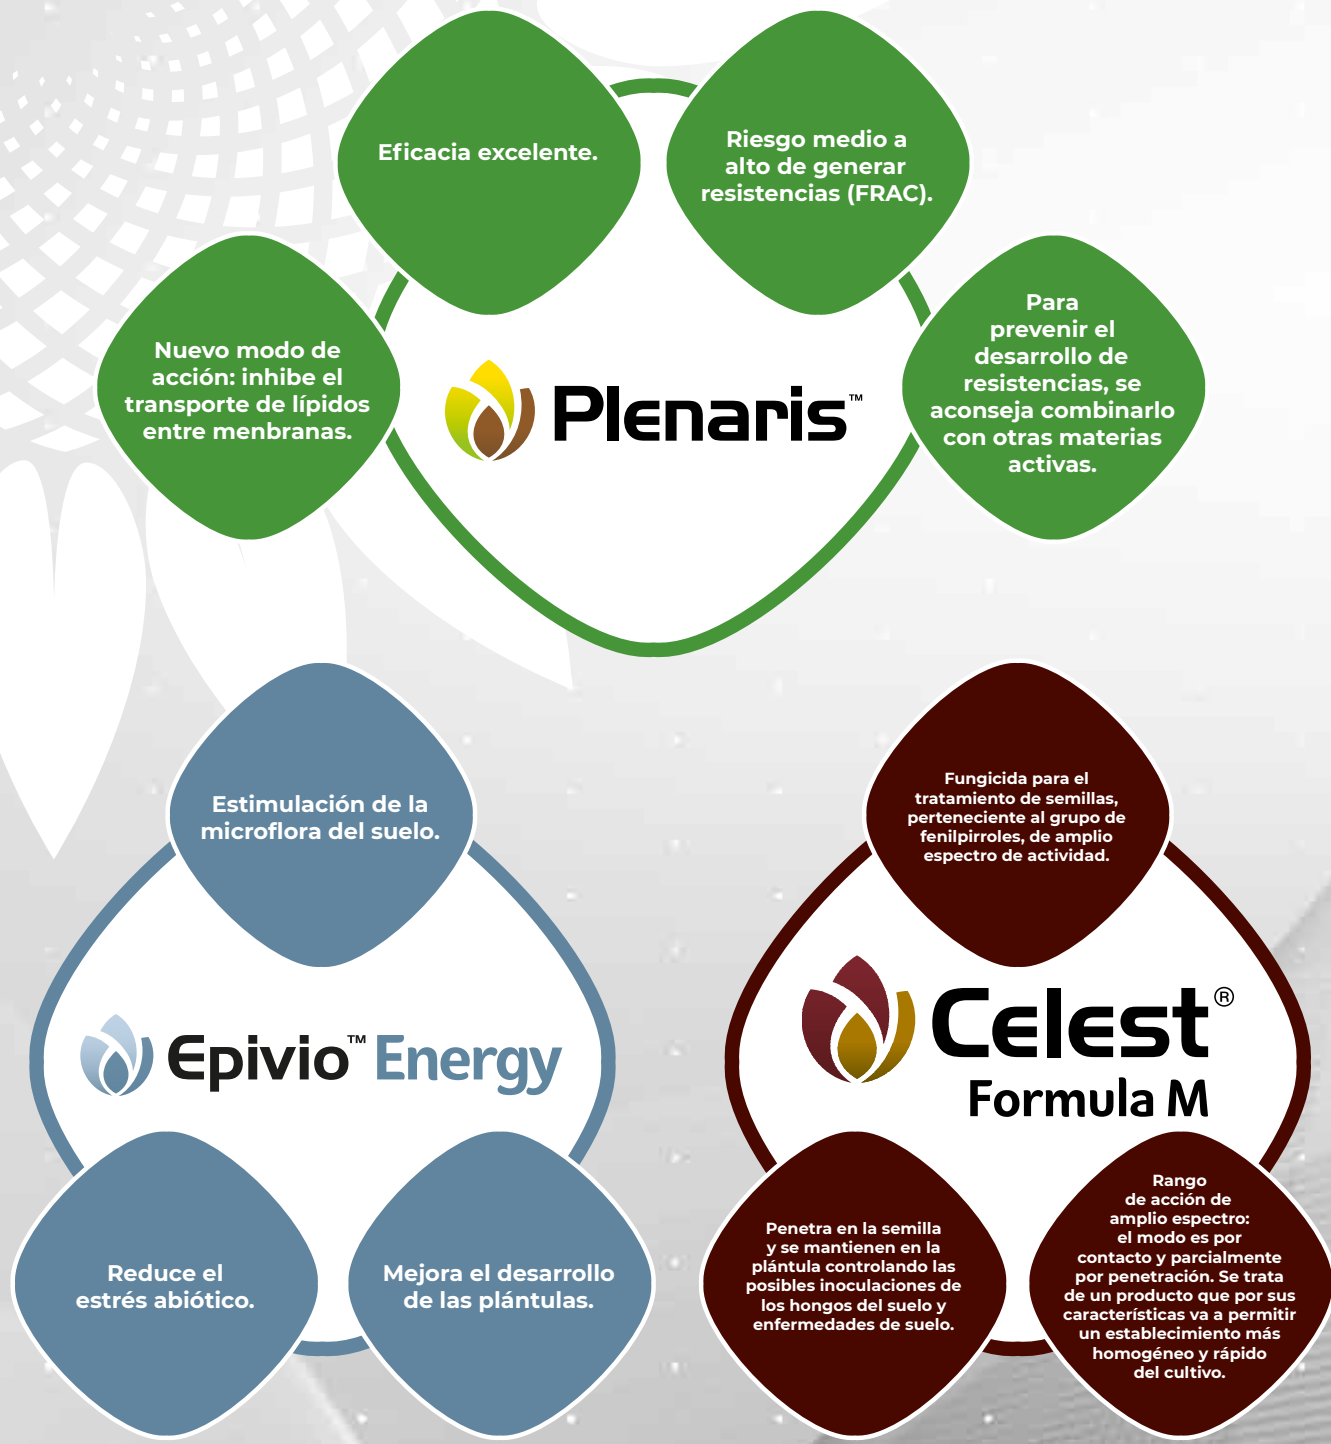 Eficacia excelente.
Riesgo medio a
alto de generar
resistencias (FRAC).
Nuevo modo de
acción: inhibe el
transporte de lípidos
entre menbranas.
Para
prevenir el
desarrollo de
resistencias, se
aconseja combinarlo
con otras materias
activas.
Plenaris™
Estimulación de la
microflora del suelo.
Epivio™ Energy
Reduce el
estrés abiótico.
Mejora el desarrollo
de las plántulas.
Fungicida para el
tratamiento de semillas,
perteneciente al grupo de
fenilpirroles, de amplio
espectro de actividad.
Celest®
Formula M
Penetra en la semilla
y se mantienen en la
plántula controlando las
posibles inoculaciones de
los hongos del suelo y
enfermedades de suelo.
Rango
de acción de
amplio espectro:
el modo es por
contacto y parcialmente
por penetración. Se trata
de un producto que por sus
características va a permitir
un establecimiento más
homogéneo y rápido
del cultivo.